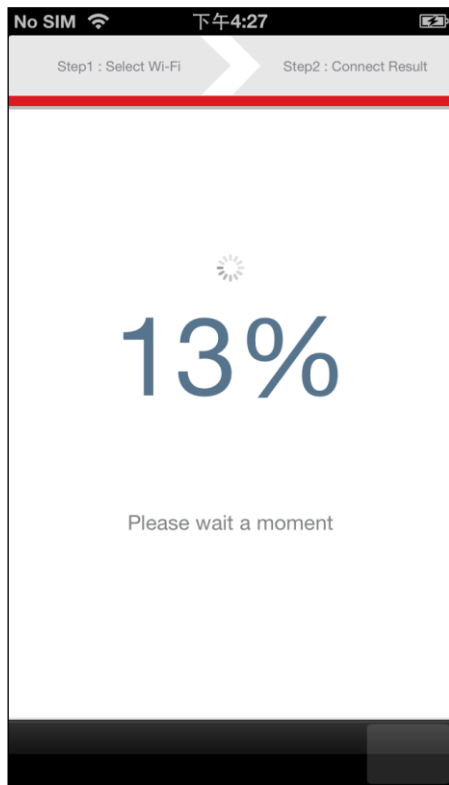 No SIM 下午4:27
Step1 : Select Wi-Fi Step2 : Connect Result
13%
Please wait a moment